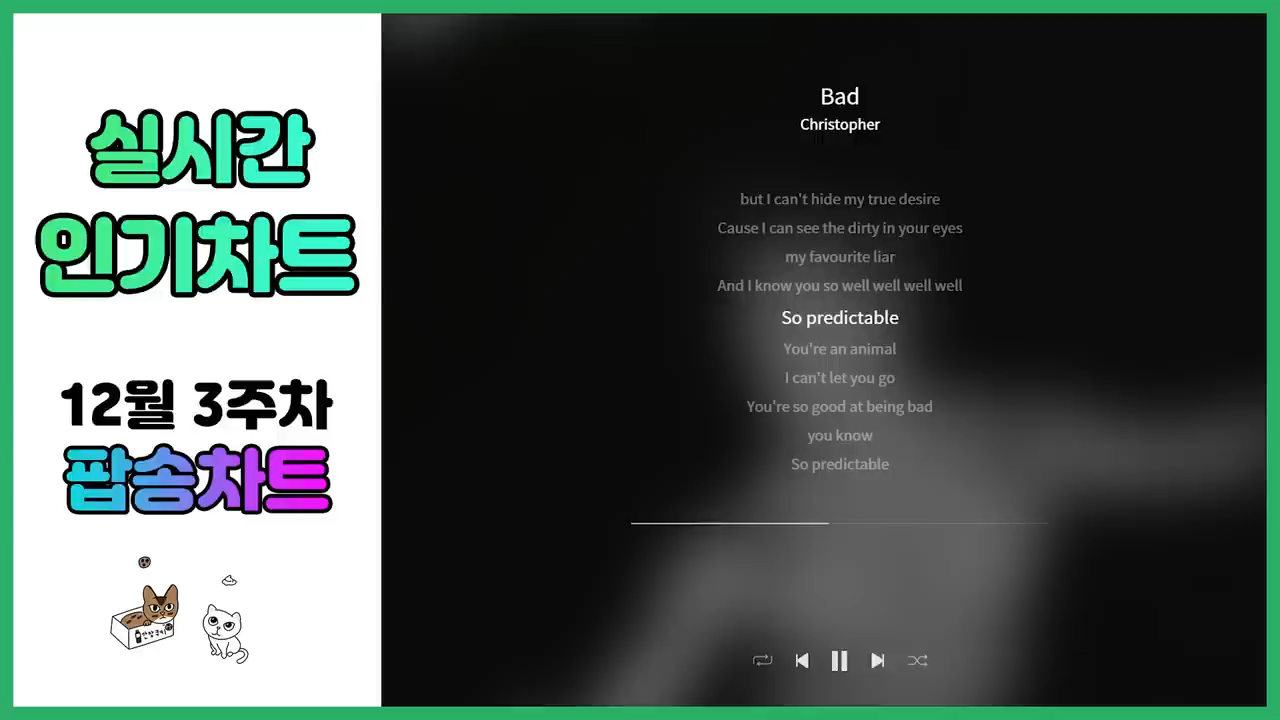 실시간
인기차트
12월 3주차
팝송차트
Bad
Christopher
but I can't hide my true desire
Cause I can see the dirty in your eyes
my favourite liar
And I know you so well well well well
So predictable
You're an animal
I can't let you go
You're so good at being bad
you know
So predictable